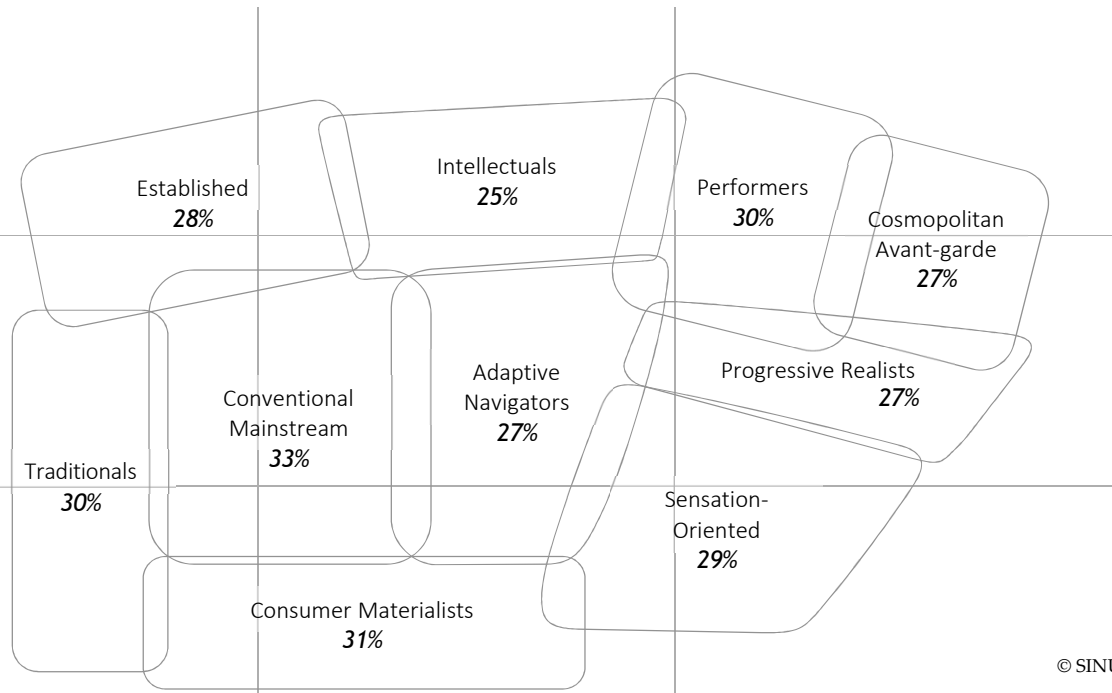 Established
28%
Intellectuals
25%
Performers
30%
Cosmopolitan
Avant-garde
27%
Progressive Realists
27%
Adaptive
Navigators
27%
Conventional
Mainstream
33%
Traditionals
30%
Sensation-
Oriented
29%
Consumer Materialists
31%
©